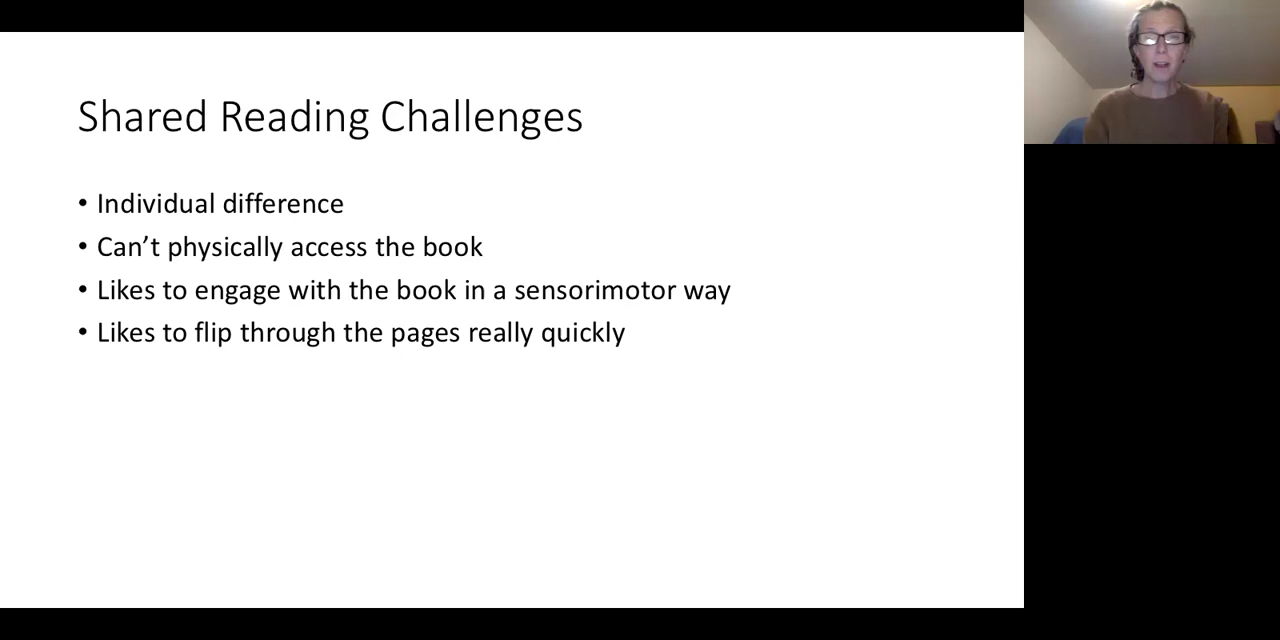 Shared Reading Challenges
• Individual difference
• Can’t physically access the book
• Likes to engage with the book in a sensorimotor way
• Likes to flip through the pages really quickly